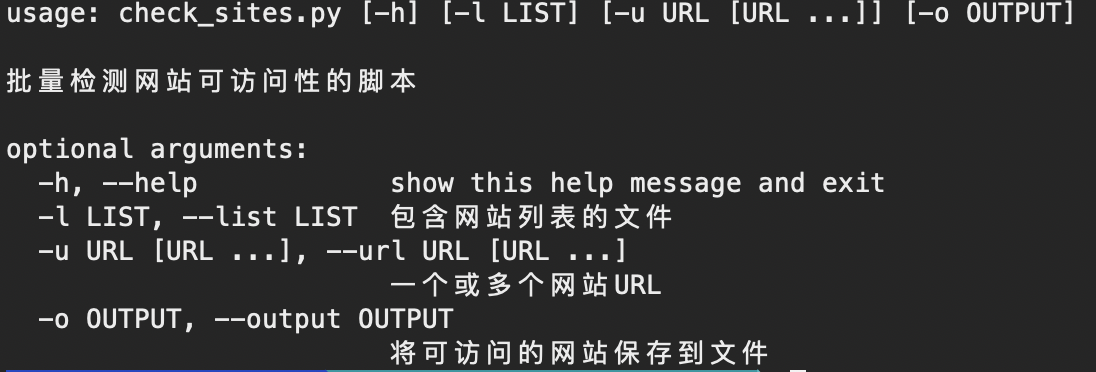 usage: check_sites.py [-h] [-l LIST] [-u URL [URL ...]] [-o OUTPUT]
批量检测网站可访问性的脚本
optional arguments:
-h, --help show this help message and exit
-l LIST, --list LIST 包含网站列表的文件
-u URL [URL ...], --url URL [URL ...]
一个或多个网站URL
-o OUTPUT, --output OUTPUT
将可访问的网站保存到文件